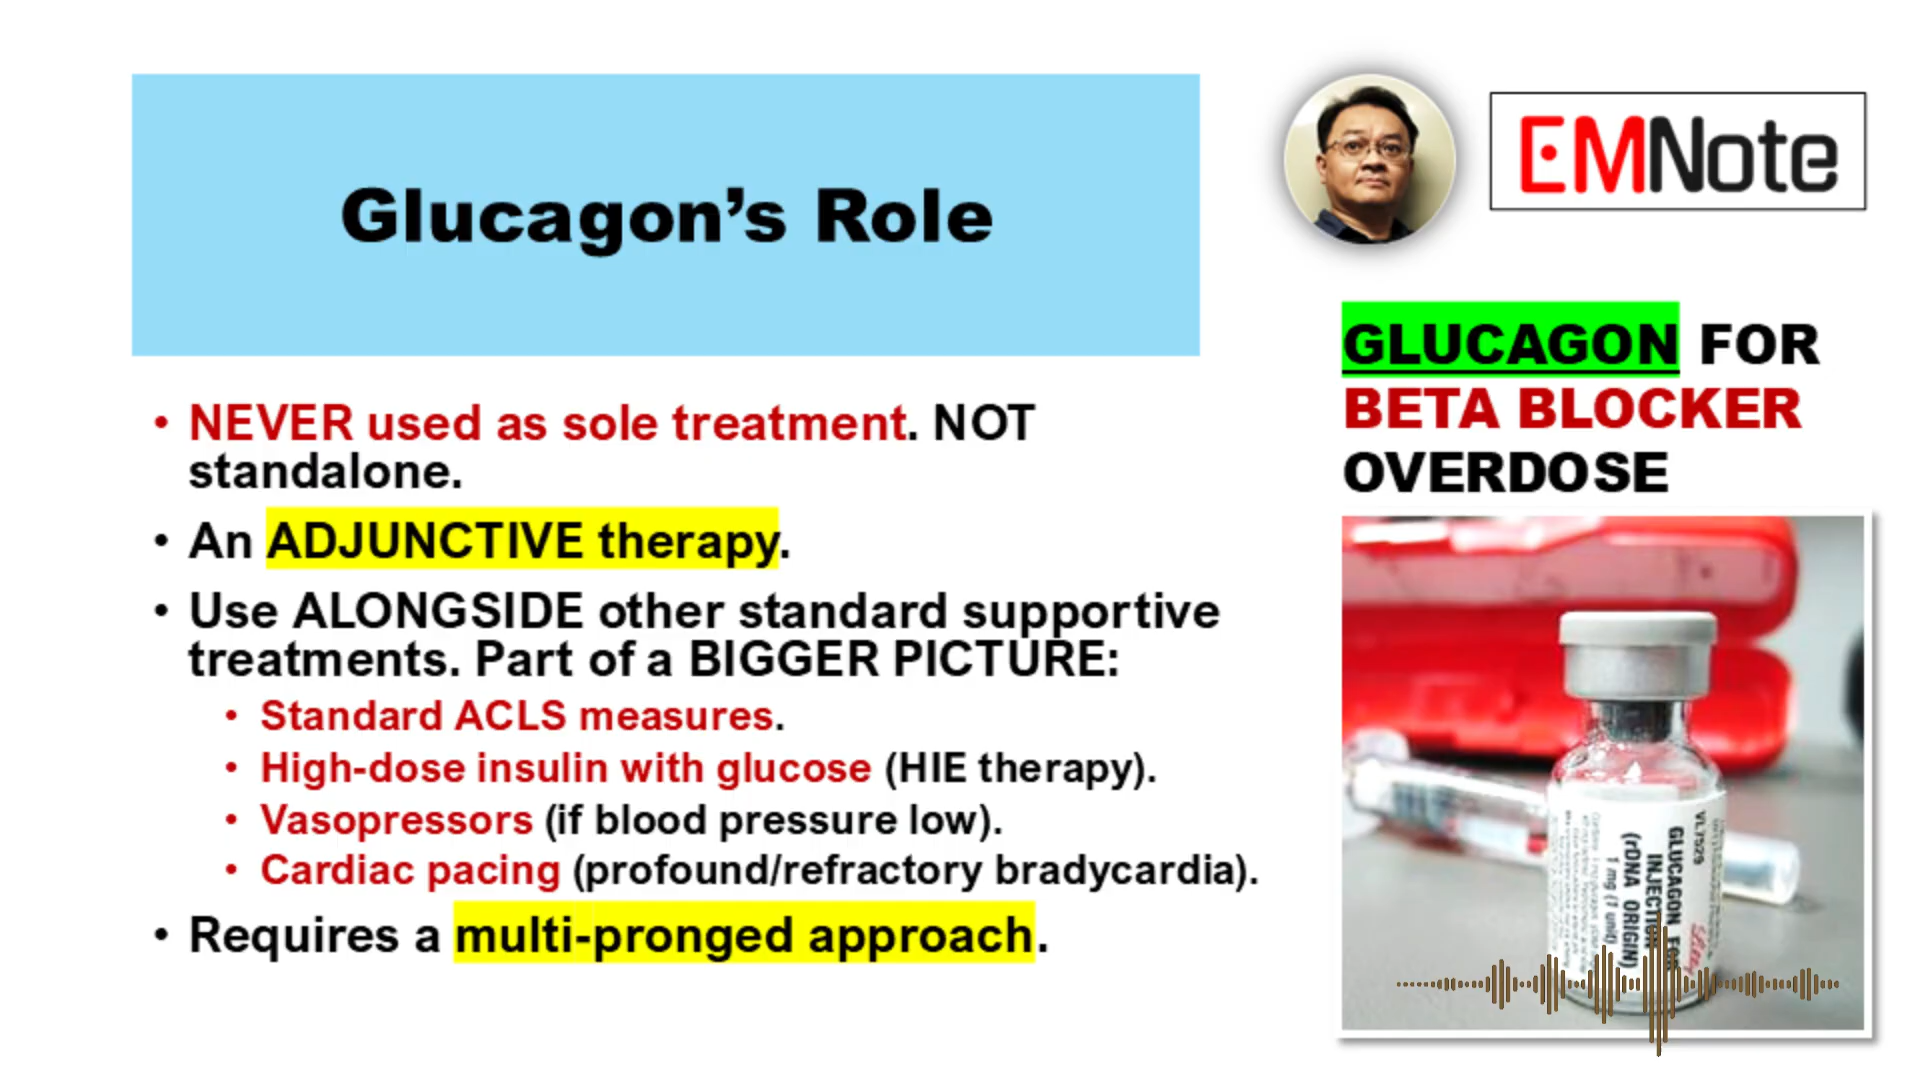 Glucagon’s Role
• NEVER used as sole treatment. NOT
standalone.
• An ADJUNCTIVE therapy.
• Use ALONGSIDE other standard supportive
treatments. Part of a BIGGER PICTURE:
• Standard ACLS measures.
• High-dose insulin with glucose (HIE therapy).
• Vasopressors (if blood pressure low).
• Cardiac pacing (profound/refractory bradycardia).
• Requires a multi-pronged approach.
EMNote
GLUCAGON FOR
BETA BLOCKER
OVERDOSE
VL7529
GLUCAGON FOR
INJECTION
(rDNA ORIGIN)
1 mg (1 unit)